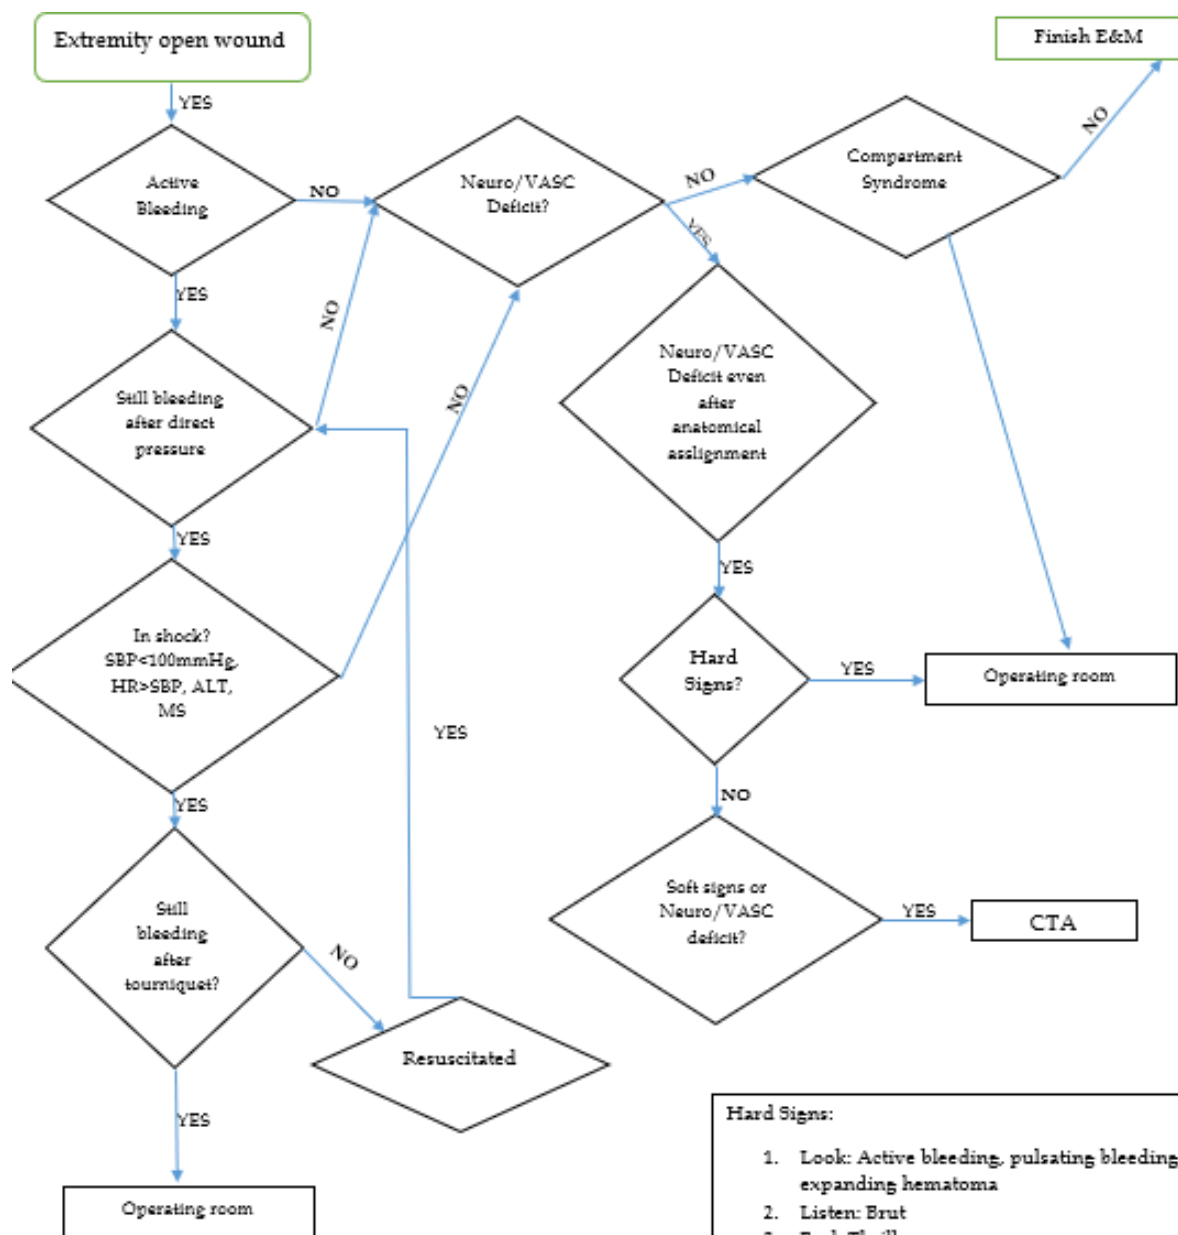 Extremity open wound
Finish E&M
YES
Active
Bleeding
NO
Neuro/VASC
Deficit?
NO
Compartment
Syndrome
NO
YES
YES
NO
Still bleeding
after direct
pressure
NO
Neuro/VASC
Deficit even
after
anatomical
asslignment
YES
YES
In shock?
SBP<100mmHg,
HR>SBP, ALT,
MS
Hard
Signs?
YES
Operating room
YES
NO
YES
Still
bleeding
after
tourniquet?
NO
Soft signs or
Neuro/VASC
deficit?
YES
CTA
Resuscitated
YES
Operating room
Hard Signs:
1. Look: Active bleeding, pulsating bleeding
expanding hematoma
2. Listen: Brut